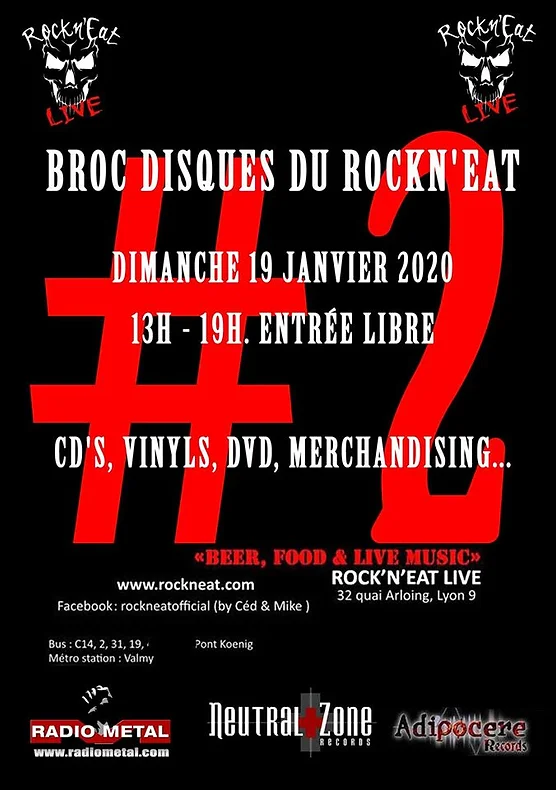 Rockn'Eat
LIVE
Rockn'Eat
LIVE
#2
BROC DISQUES DU ROCKN'EAT
DIMANCHE 19 JANVIER 2020
13H - 19H. ENTRÉE LIBRE
CD'S, VINYLS, DVD, MERCHANDISING...
«BEER, FOOD & LIVE MUSIC»
ROCK'N'EAT LIVE
32 quai Arloing, Lyon 9
www.rockneat.com
Facebook: rockneatofficial (by Céd & Mike )
Bus : C14, 2, 31, 19, Pont Koenig
Métro station : Valmy
RADIO METAL
www.radiometal.com
NEUTRAL ZONE
RECORDS
Adipocere
Records